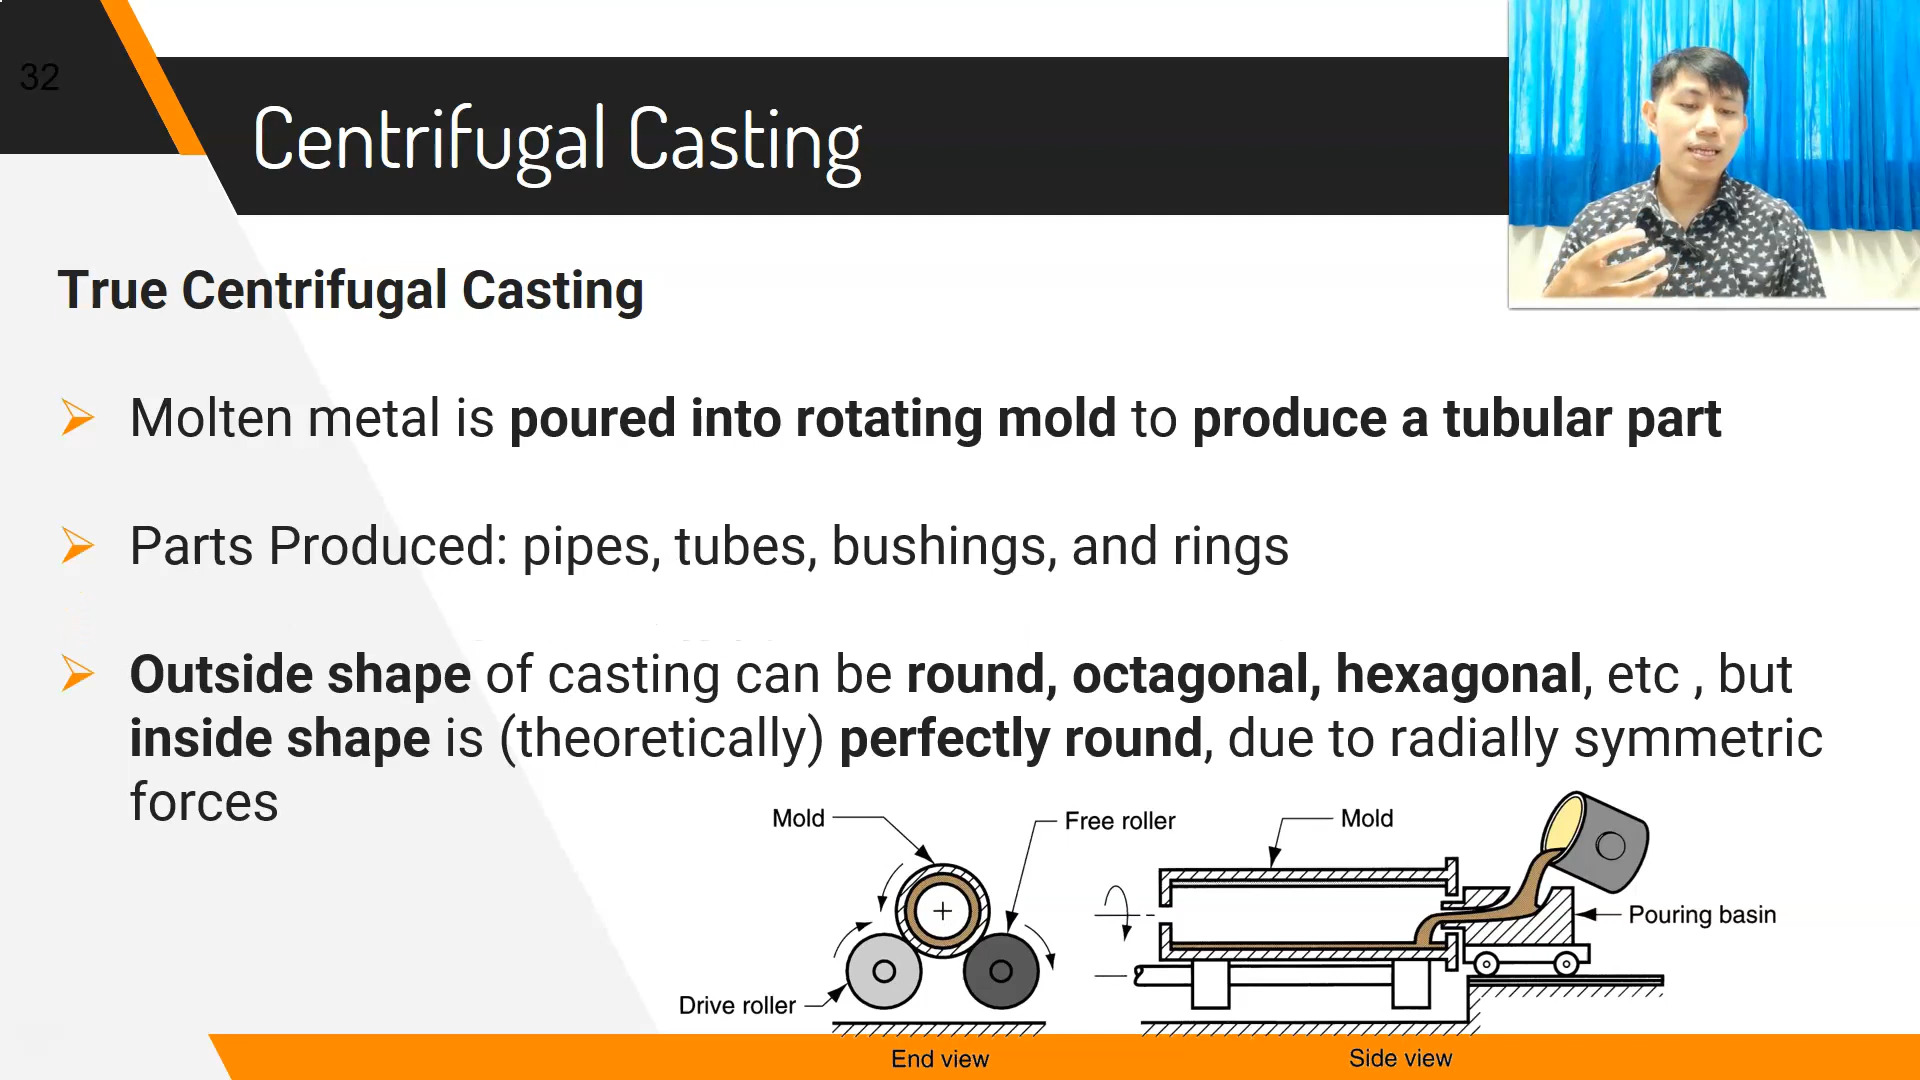 32
Centrifugal Casting
True Centrifugal Casting
Molten metal is poured into rotating mold to produce a tubular part
Parts Produced: pipes, tubes, bushings, and rings
Outside shape of casting can be round, octagonal, hexagonal, etc , but
inside shape is (theoretically) perfectly round, due to radially symmetric
forces
Mold
Free roller
Mold
Pouring basin
Drive roller
End view
Side view